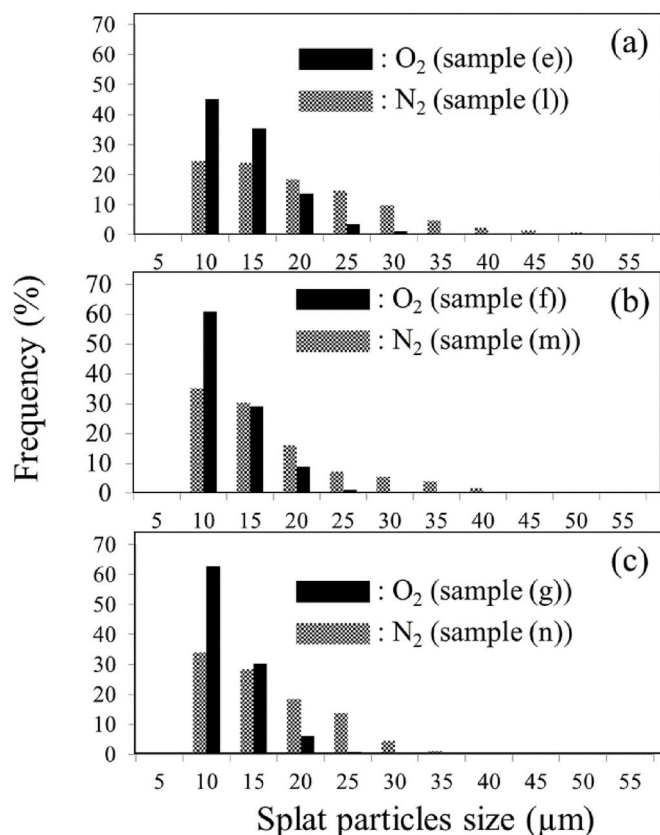 70
60
50
40
30
20
10
0
(a)
: O₂ (sample (e))
: N₂ (sample (l))
5 10 15 20 25 30 35 40 45 50 55
70
60
50
40
30
20
10
0
(b)
: O₂ (sample (f))
: N₂ (sample (m))
5 10 15 20 25 30 35 40 45 50 55
Frequency (%)
70
60
50
40
30
20
10
0
(c)
: O₂ (sample (g))
: N₂ (sample (n))
5 10 15 20 25 30 35 40 45 50 55
Splat particles size (μm)